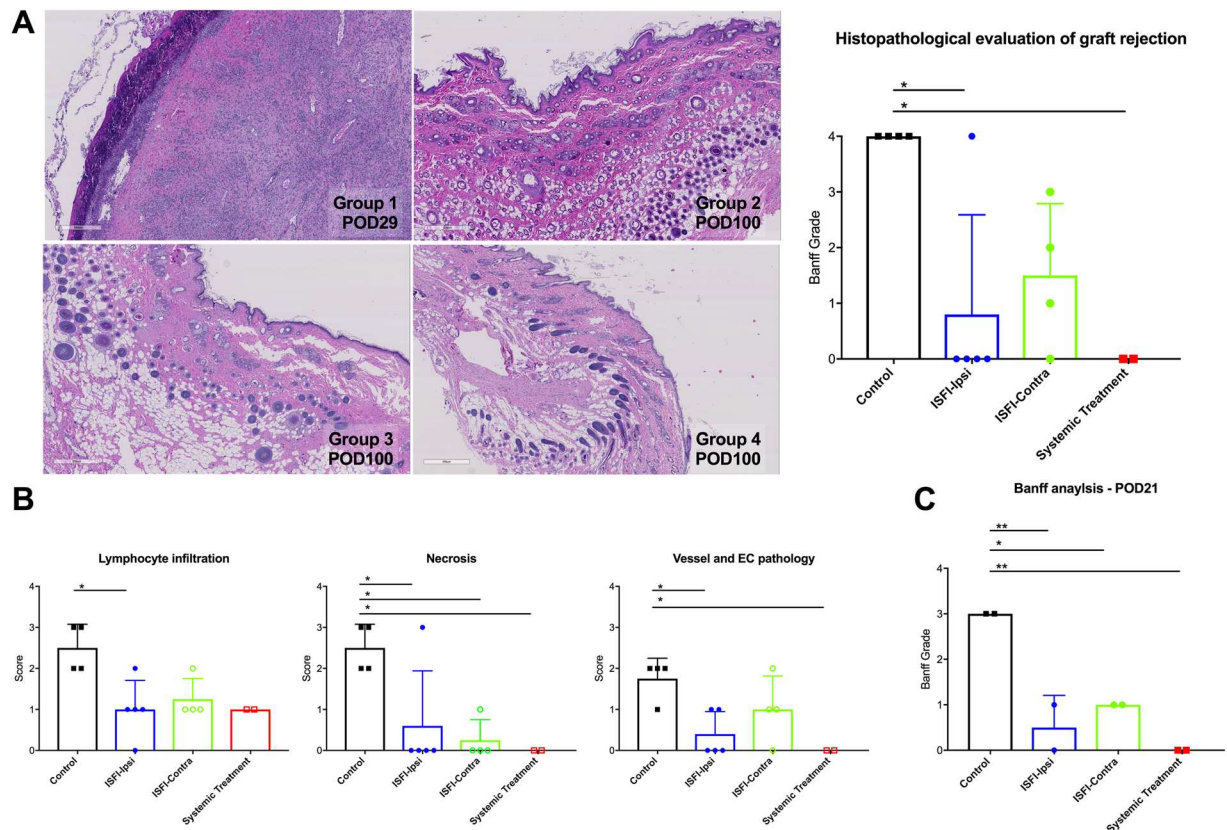 A
Group 1
POD29
Group 2
POD100
Group 3
POD100
Group 4
POD100
Histopathological evaluation of graft rejection
*
*
4
3
2
1
0
Banff Grade
Control
ISFI-Ipsi
ISFI-Contra
Systemic Treatment
B
Lymphocyte infiltration
*
4
3
2
1
0
Score
Control
ISFI-Ipsi
ISFI-Contra
Systemic Treatment
Necrosis
*
*
*
4
3
2
1
0
Score
Control
ISFI-Ipsi
ISFI-Contra
Systemic Treatment
Vessel and EC pathology
*
*
4
3
2
1
0
Score
Control
ISFI-Ipsi
ISFI-Contra
Systemic Treatment
C
Banff anaylsis - POD21
**
*
**
4
3
2
1
0
Banff Grade
Control
ISFI-Ipsi
ISFI-Contra
Systemic Treatment